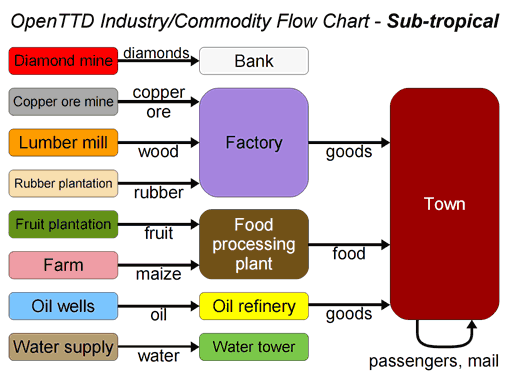 OpenTTD Industry/Commodity Flow Chart - Sub-tropical
Diamond mine
diamonds
Bank
Copper ore mine
copper
ore
Lumber mill
wood
Factory
goods
Rubber plantation
rubber
Town
Fruit plantation
fruit
Food
processing
plant
food
Farm
maize
Oil wells
oil
Oil refinery
goods
Water supply
water
Water tower
passengers, mail